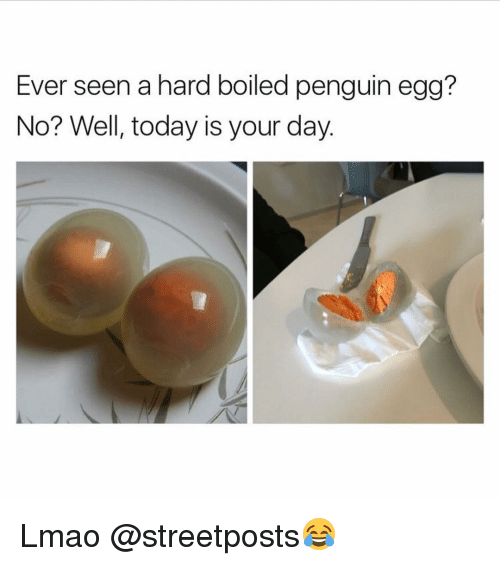 Ever seen a hard boiled penguin egg?
No? Well, today is your day.
Lmao @streetposts😂